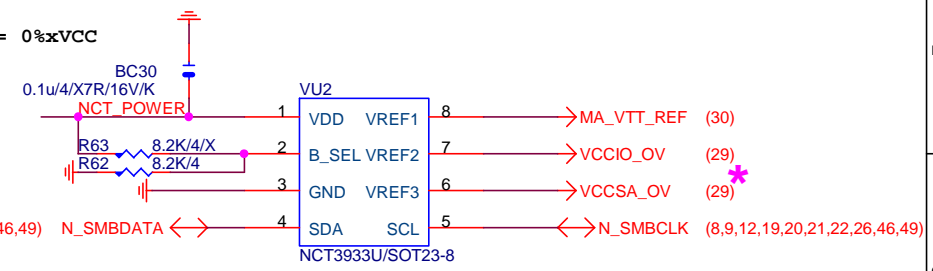 = 0%xVCC
BC30
0.1u/4/X7R/16V/K
NCT_POWER
VU2
1 VDD VREF1 8 MA_VTT_REF (30)
R63 8.2K/4/X
2 B_SEL VREF2 7 VCCIO_OV (29)
R62 8.2K/4
3 GND VREF3 6 VCCSA_OV (29)
*
46,49) N_SMBDATA 4 SDA SCL 5 N_SMBCLK (8,9,12,19,20,21,22,26,46,49)
NCT3933U/SOT23-8